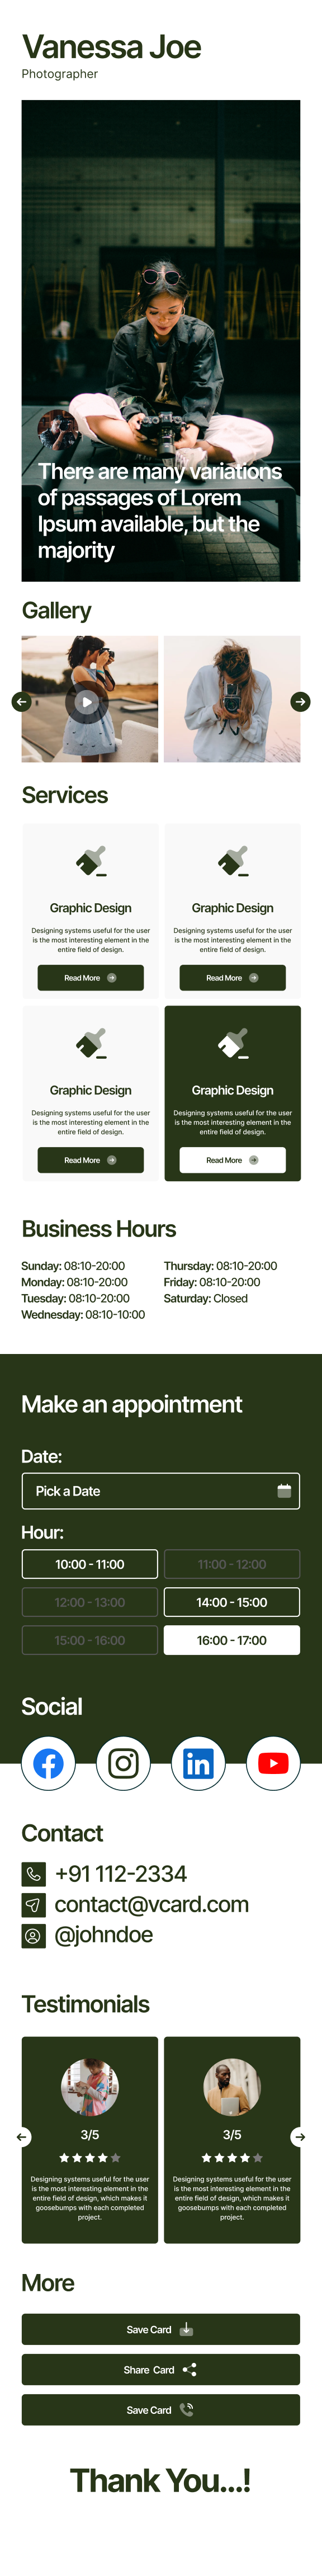 Vanessa Joe
Photographer
There are many variations
of passages of Lorem
Ipsum available, but the
majority
Gallery
Services
Graphic Design
Designing systems useful for the user
is the most interesting element in the
entire field of design.
Read More
Graphic Design
Designing systems useful for the user
is the most interesting element in the
entire field of design.
Read More
Graphic Design
Designing systems useful for the user
is the most interesting element in the
entire field of design.
Read More
Graphic Design
Designing systems useful for the user
is the most interesting element in the
entire field of design.
Read More
Business Hours
Sunday: 08:10-20:00
Monday: 08:10-20:00
Tuesday: 08:10-20:00
Wednesday: 08:10-10:00
Thursday: 08:10-20:00
Friday: 08:10-20:00
Saturday: Closed
Make an appointment
Date:
Pick a Date
Hour:
10:00 - 11:00
11:00 - 12:00
12:00 - 13:00
14:00 - 15:00
15:00 - 16:00
16:00 - 17:00
Social
Contact
+91 112-2334
contact@vcard.com
@johndoe
Testimonials
3/5
Designing systems useful for the user
is the most interesting element in the
entire field of design, which makes it
goosebumps with each completed
project.
3/5
Designing systems useful for the user
is the most interesting element in the
entire field of design, which makes it
goosebumps with each completed
project.
More
Save Card
Share Card
Save Card
Thank You...!